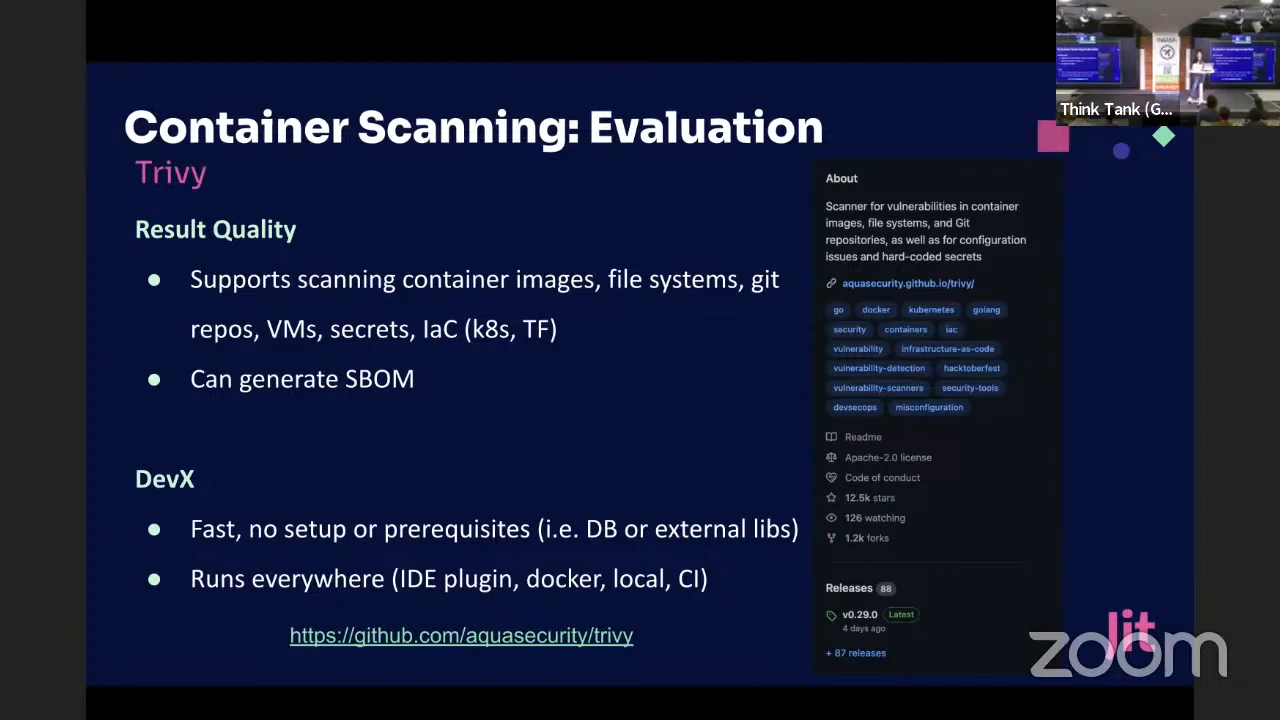 Think Tank (G...
Container Scanning: Evaluation
Trivy
Result Quality
● Supports scanning container images, file systems, git
repos, VMs, secrets, IaC (k8s, TF)
● Can generate SBOM
DevX
● Fast, no setup or prerequisites (i.e. DB or external libs)
● Runs everywhere (IDE plugin, docker, local, CI)
https://github.com/aquasecurity/trivy
About
Scanner for vulnerabilities in container
images, file systems, and Git
repositories, as well as for configuration
issues and hard-coded secrets
aquasecurity.github.io/trivy/
go docker kubernetes golang
security containers iac
vulnerability infrastructure-as-code
vulnerability-detection hacktoberfest
vulnerability-scanners security-tools
devsecops misconfiguration
Readme
Apache-2.0 license
Code of conduct
12.5k stars
126 watching
1.2k forks
Releases 88
v0.29.0 Latest
4 days ago
+ 87 releases
Jit
zoom